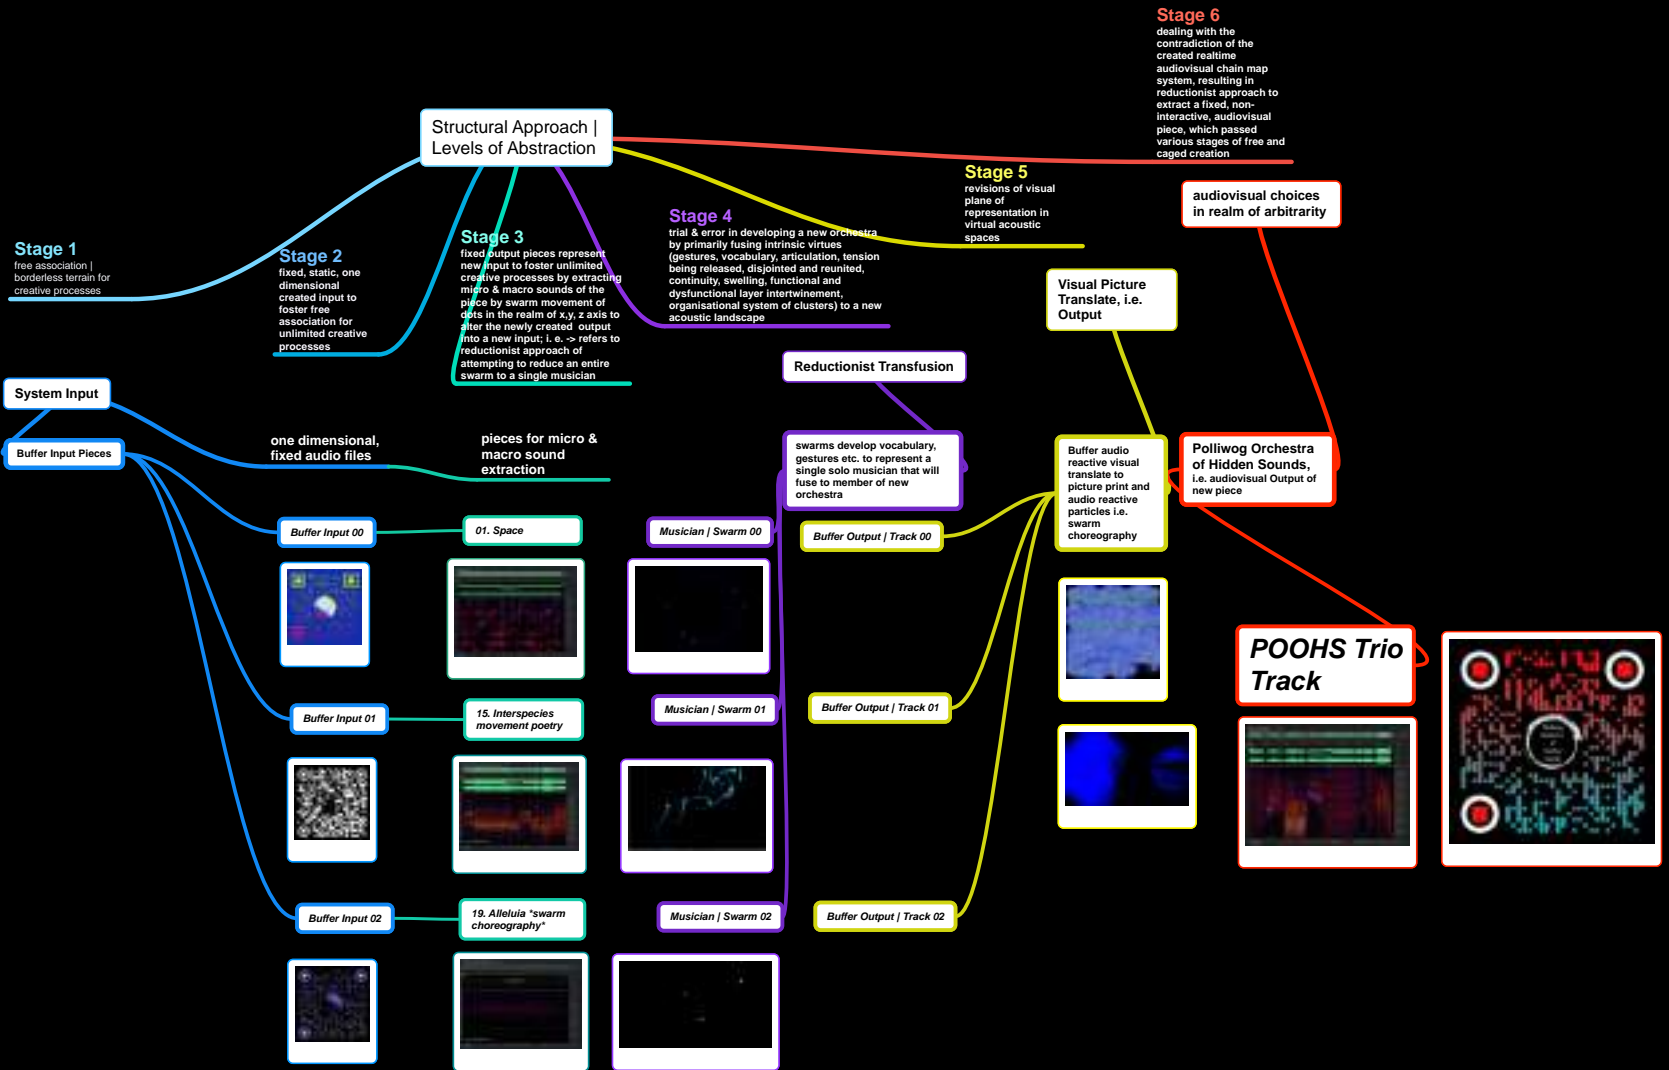 Stage 6
dealing with the
contradiction of the
created realtime
audiovisual chain map
system, resulting in
reductionist approach to
extract a fixed, non-
interactive, audiovisual
piece, which passed
various stages of free and
caged creation
Structural Approach |
Levels of Abstraction
Stage 5
revisions of visual
plane of
representation in
virtual acoustic
spaces
audiovisual choices
in realm of arbitrarity
Stage 4
trial & error in developing a new orchestra
by primarily fusing intrinsic virtues
(gestures, vocabulary, articulation, tension
being released, disjointed and reunited,
continuity, swelling, functional and
dysfunctional layer intertwinement,
organisational system of clusters) to a new
acoustic landscape
Stage 3
fixed output pieces represent
new input to foster unlimited
creative processes by extracting
micro & macro sounds of the
piece by swarm movement of
dots in the realm of x,y, z axis to
alter the newly created output
into a new input; i. e. -> refers to
reductionist approach of
attempting to reduce an entire
swarm to a single musician
Stage 1
free association |
borderless terrain for
creative processes
Stage 2
fixed, static, one
dimensional
created input to
foster free
association for
unlimited creative
processes
Visual Picture
Translate, i.e.
Output
Reductionist Transfusion
System Input
Buffer Input Pieces
one dimensional,
fixed audio files
pieces for micro &
macro sound
extraction
swarms develop vocabulary,
gestures etc. to represent a
single solo musician that will
fuse to member of new
orchestra
Buffer audio
reactive visual
translate to
picture print and
audio reactive
particles i.e.
swarm
choreography
Polliwog Orchestra
of Hidden Sounds,
i.e. audiovisual Output of
new piece
Buffer Input 00
01. Space
Musician | Swarm 00
Buffer Output | Track 00
POOHS Trio
Track
Buffer Input 01
15. Interspecies
movement poetry
Musician | Swarm 01
Buffer Output | Track 01
Buffer Input 02
19. Alleluia *swarm
choreography*
Musician | Swarm 02
Buffer Output | Track 02